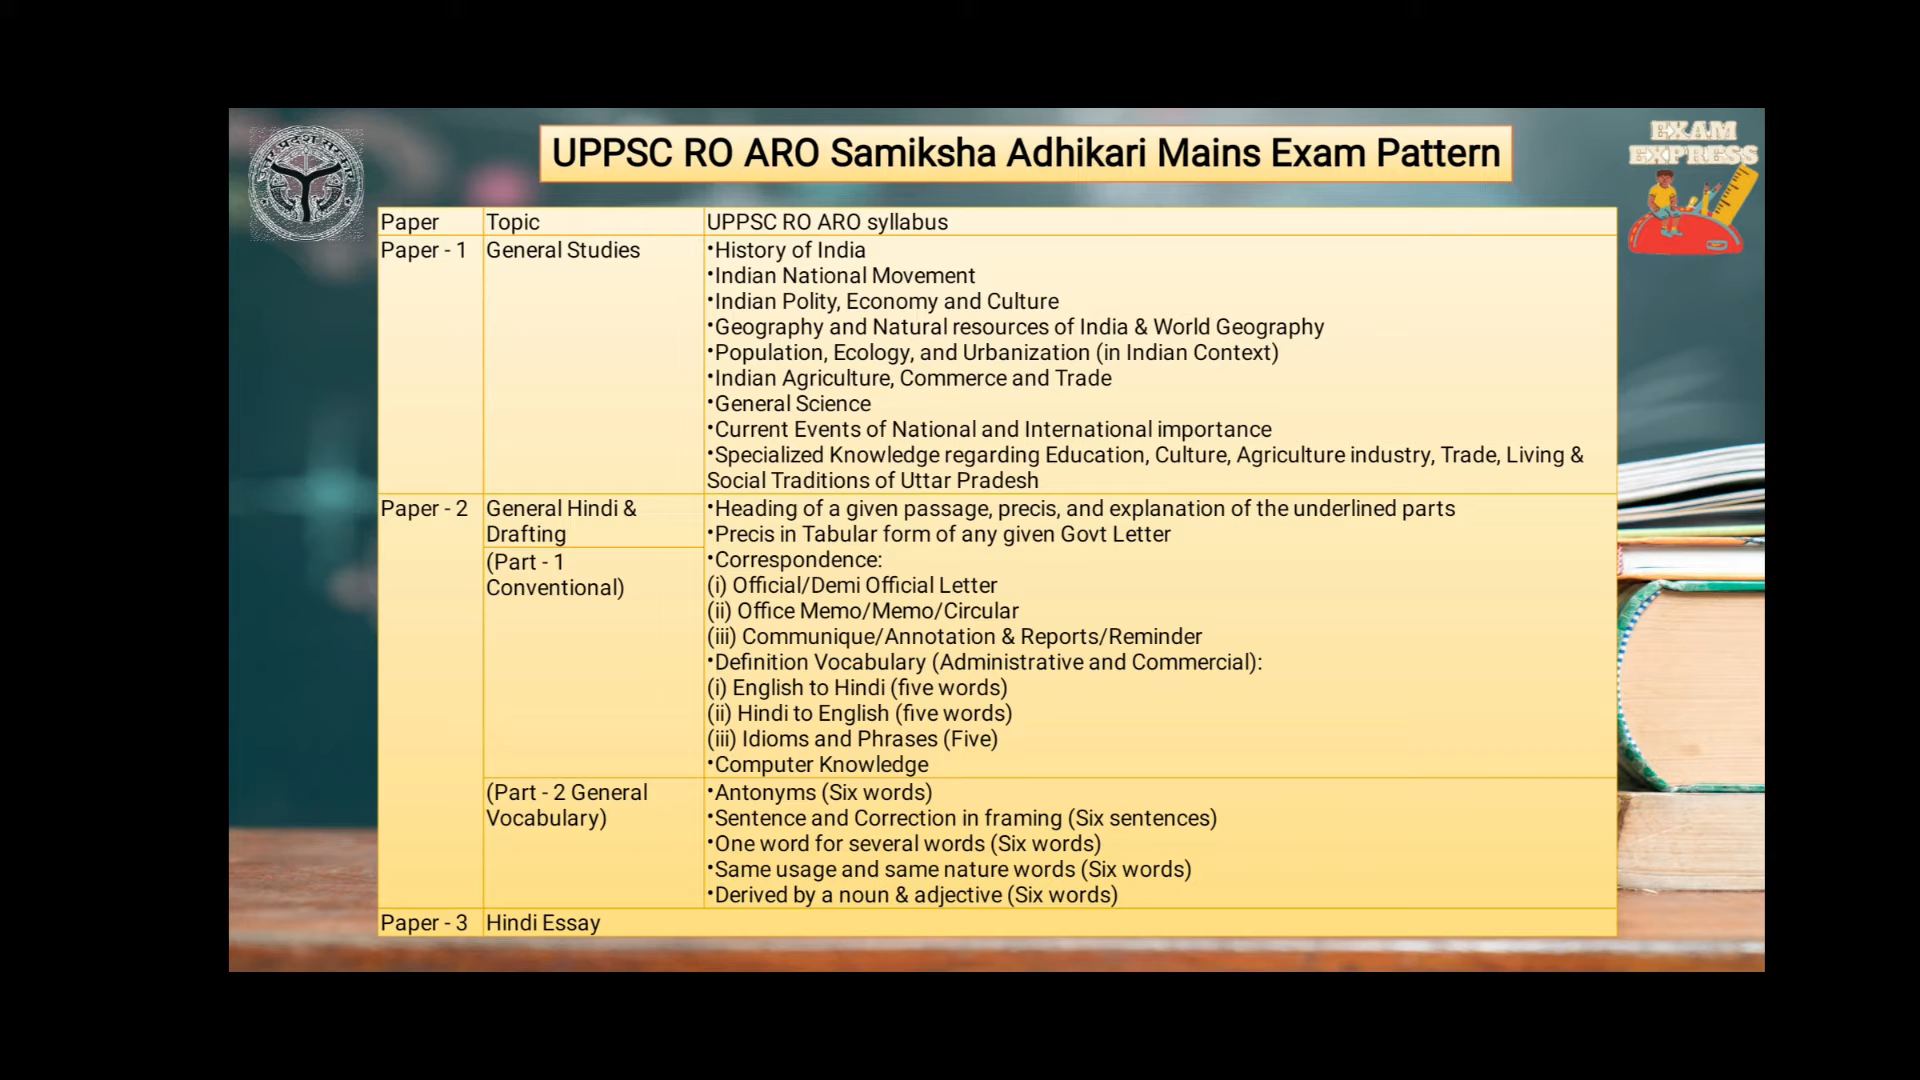 UPPSC RO ARO Samiksha Adhikari Mains Exam Pattern
EXAM
EXPRESS
उत्तर प्रदेश सरकार
Paper Topic UPPSC RO ARO syllabus
Paper - 1 General Studies
•History of India
•Indian National Movement
•Indian Polity, Economy and Culture
•Geography and Natural resources of India & World Geography
•Population, Ecology, and Urbanization (in Indian Context)
•Indian Agriculture, Commerce and Trade
•General Science
•Current Events of National and International importance
•Specialized Knowledge regarding Education, Culture, Agriculture industry, Trade, Living &
Social Traditions of Uttar Pradesh
Paper - 2 General Hindi &
Drafting
(Part - 1
Conventional)
•Heading of a given passage, precis, and explanation of the underlined parts
•Precis in Tabular form of any given Govt Letter
•Correspondence:
(i) Official/Demi Official Letter
(ii) Office Memo/Memo/Circular
(iii) Communique/Annotation & Reports/Reminder
•Definition Vocabulary (Administrative and Commercial):
(i) English to Hindi (five words)
(ii) Hindi to English (five words)
(iii) Idioms and Phrases (Five)
•Computer Knowledge
(Part - 2 General
Vocabulary)
•Antonyms (Six words)
•Sentence and Correction in framing (Six sentences)
•One word for several words (Six words)
•Same usage and same nature words (Six words)
•Derived by a noun & adjective (Six words)
Paper - 3 Hindi Essay